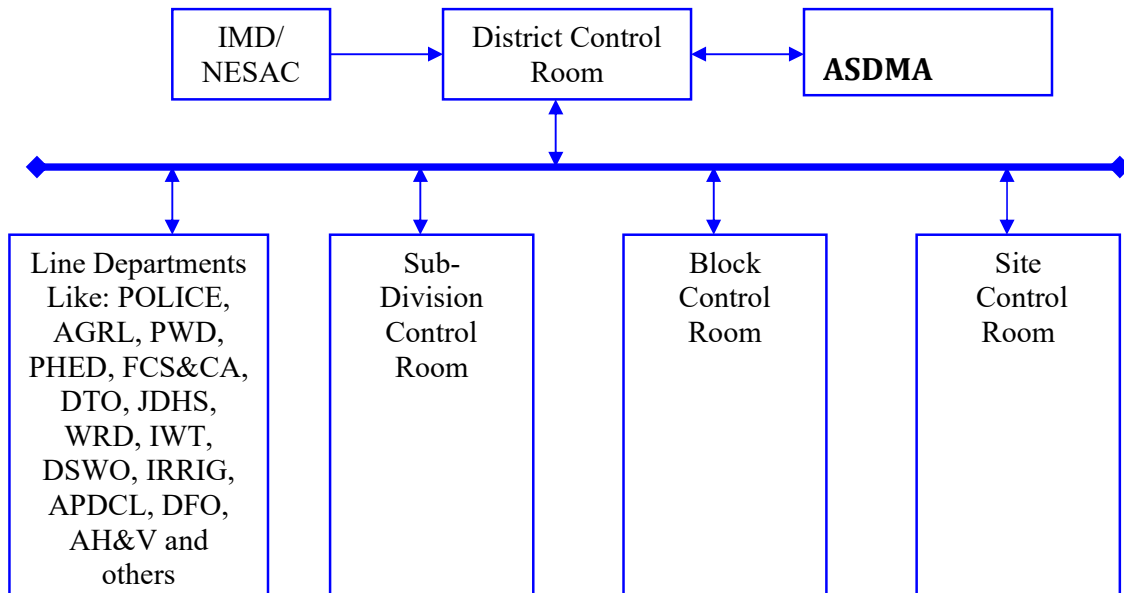 IMD/
NESAC
District Control
Room
ASDMA
Line Departments
Like: POLICE,
AGRL, PWD,
PHED, FCS&CA,
DTO, JDHS,
WRD, IWT,
DSWO, IRRIG,
APDCL, DFO,
AH&V and
others
Sub-
Division
Control
Room
Block
Control
Room
Site
Control
Room